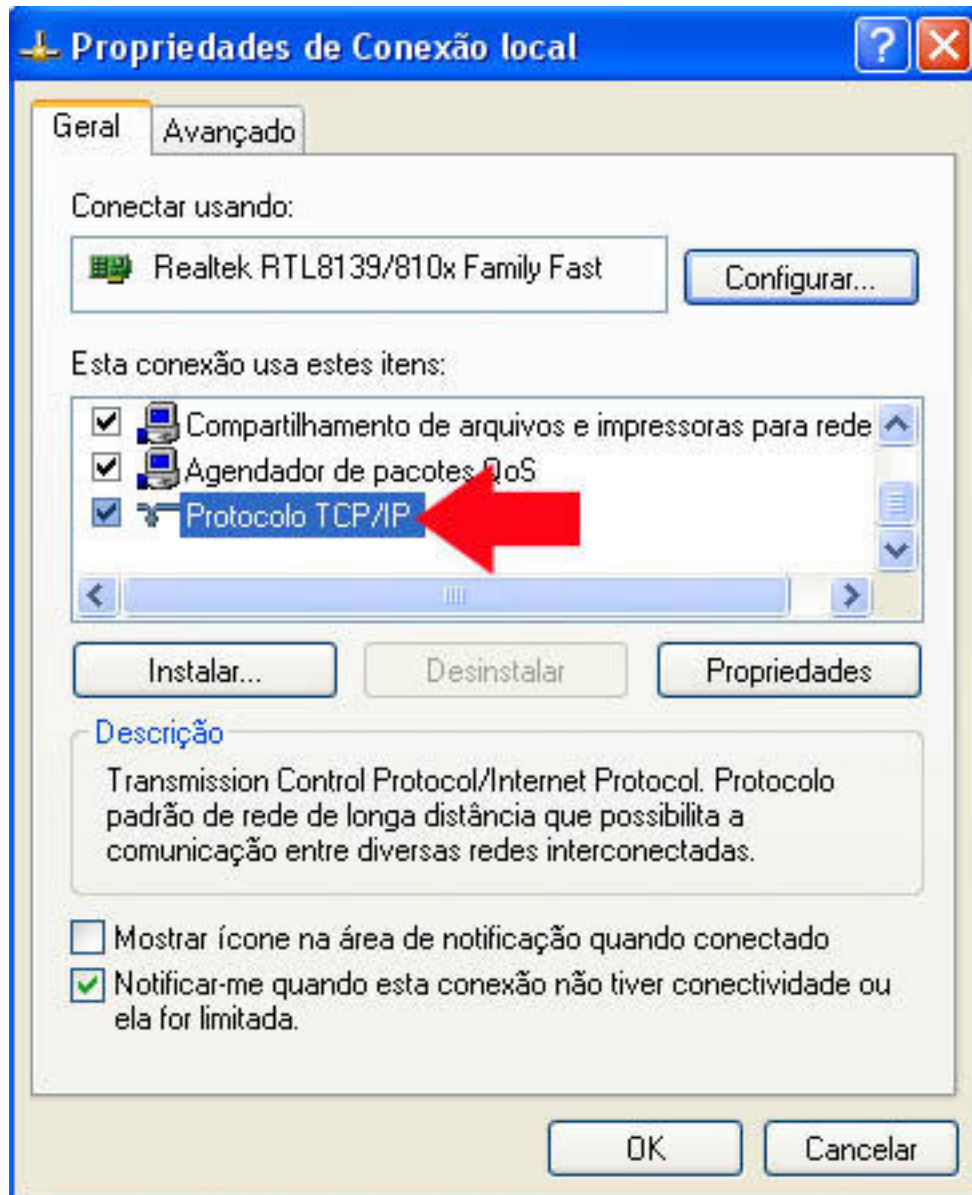 Propriedades de Conexão local
Geral
Avançado
Conectar usando:
Realtek RTL8139/810x Family Fast
Configurar...
Esta conexão usa estes itens:
Compartilhamento de arquivos e impressoras para rede
Agendador de pacotes QoS
Protocolo TCP/IP
Instalar...
Desinstalar
Propriedades
Descrição
Transmission Control Protocol/Internet Protocol. Protocolo
padrão de rede de longa distância que possibilita a
comunicação entre diversas redes interconectadas.
Mostrar ícone na área de notificação quando conectado
Notificar-me quando esta conexão não tiver conectividade ou
ela for limitada.
OK
Cancelar